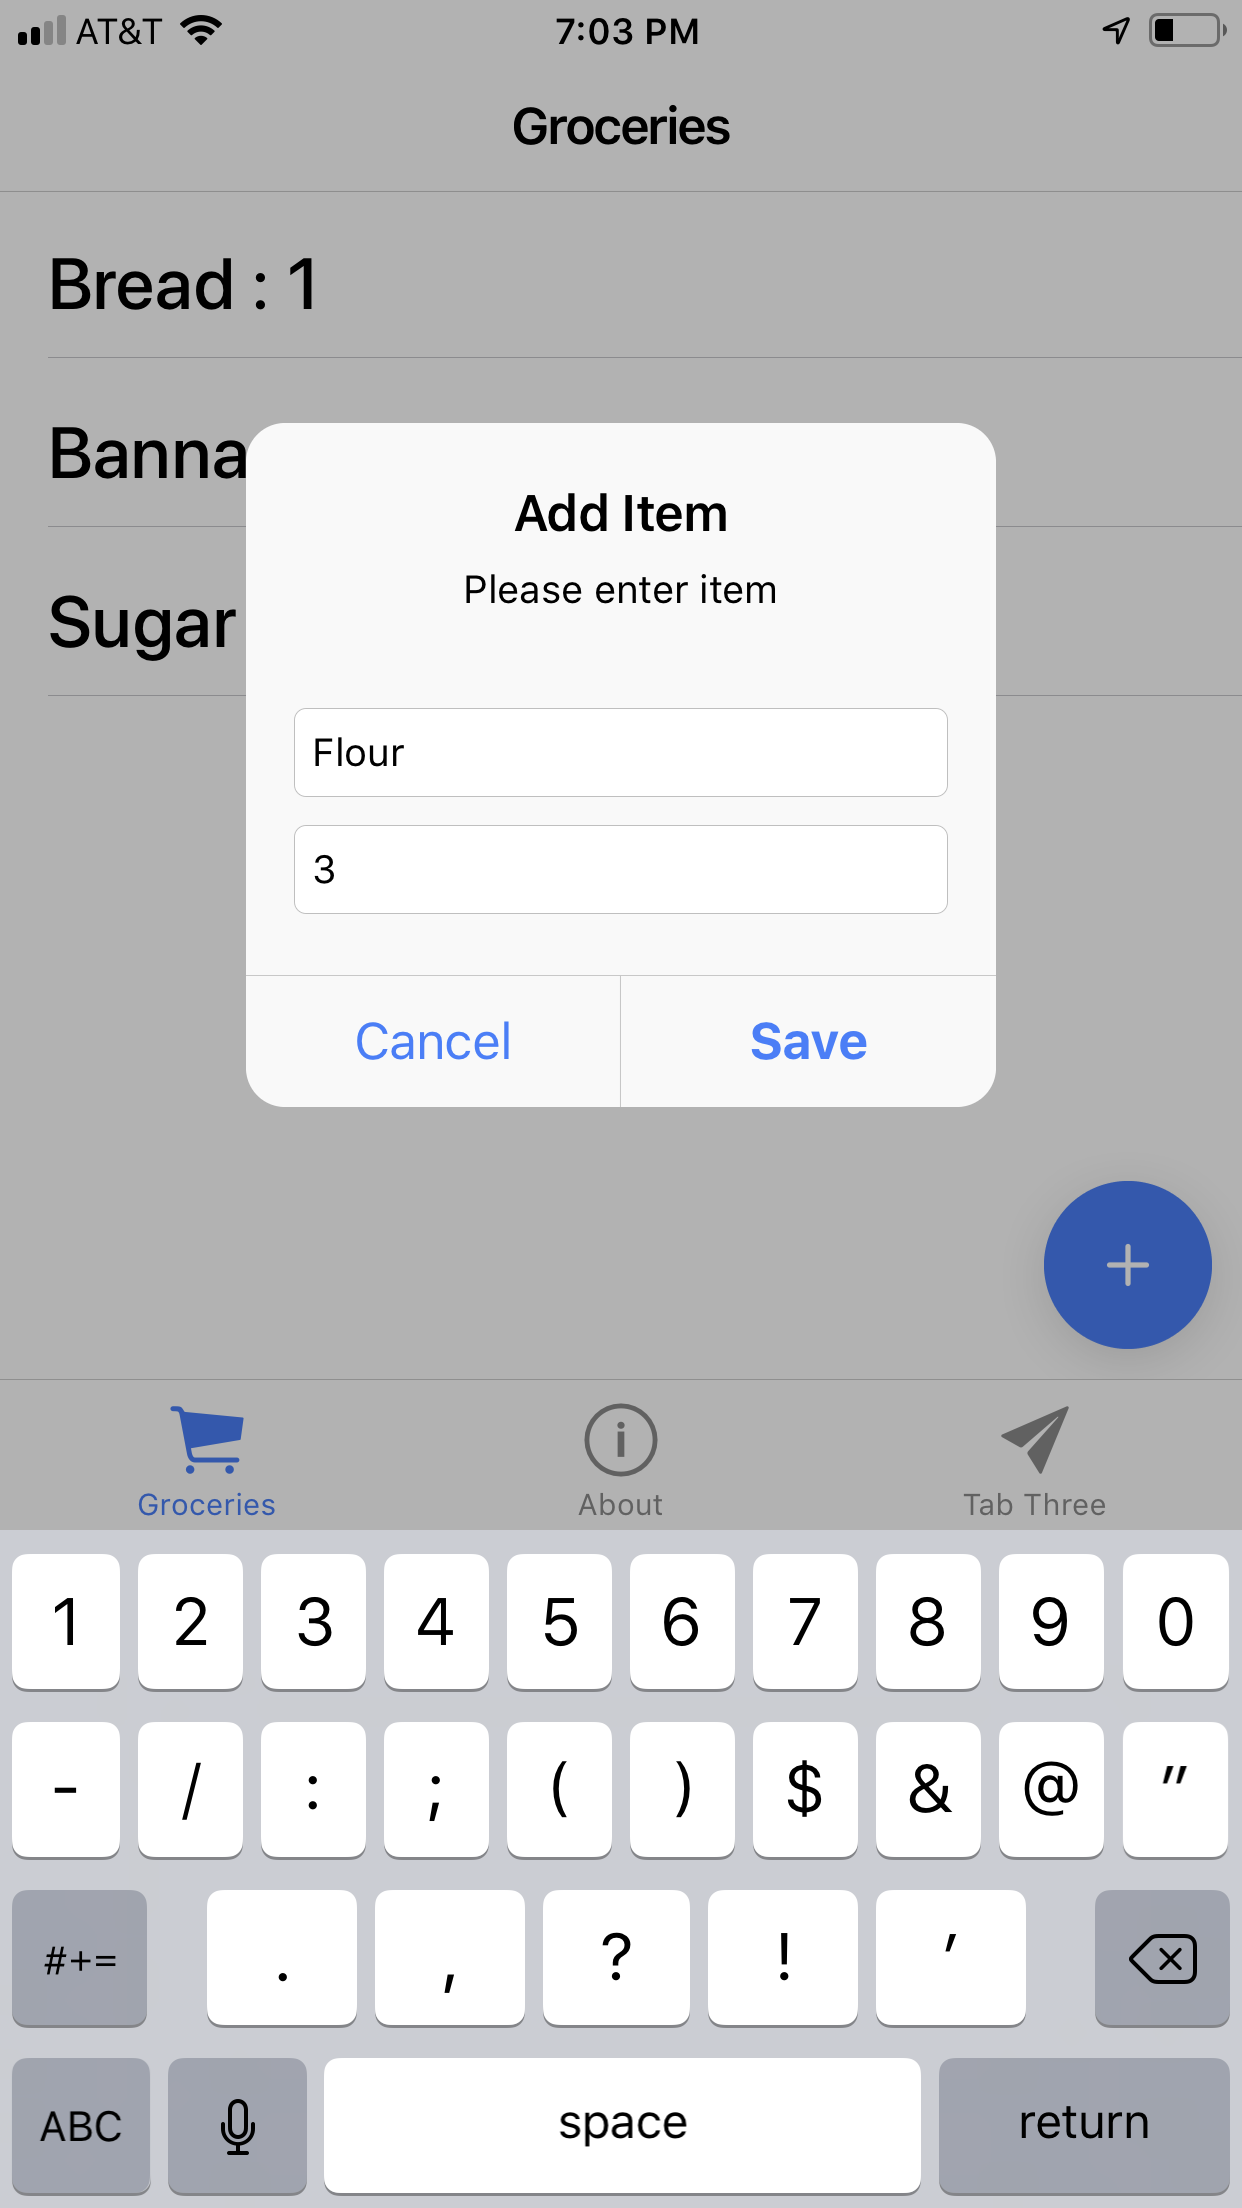 AT&T 7:03 PM
Groceries
Bread : 1
Banna
Sugar
Add Item
Please enter item
Flour
3
Cancel Save
+
Groceries About Tab Three
1 2 3 4 5 6 7 8 9 0
- / : ; ( ) $ & @ "
#+= . , ? ! '
ABC space return